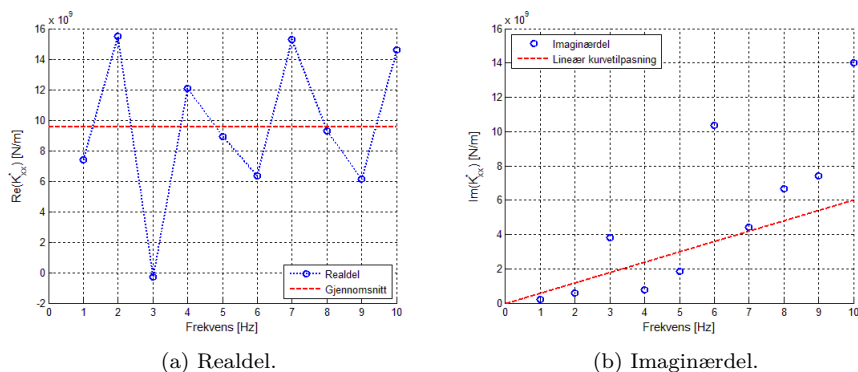 x 10^9
16
14
12
10
8
6
4
2
0
-2
Re(K*xx) [N/m]
0 1 2 3 4 5 6 7 8 9 10
Frekvens [Hz]
Realdel
Gjennomsnitt
(a) Realdel.
x 10^9
16
14
12
10
8
6
4
2
0
Im(K*xx) [N/m]
0 1 2 3 4 5 6 7 8 9 10
Frekvens [Hz]
Imaginærdel
Lineær kurvetilpasning
(b) Imaginærdel.